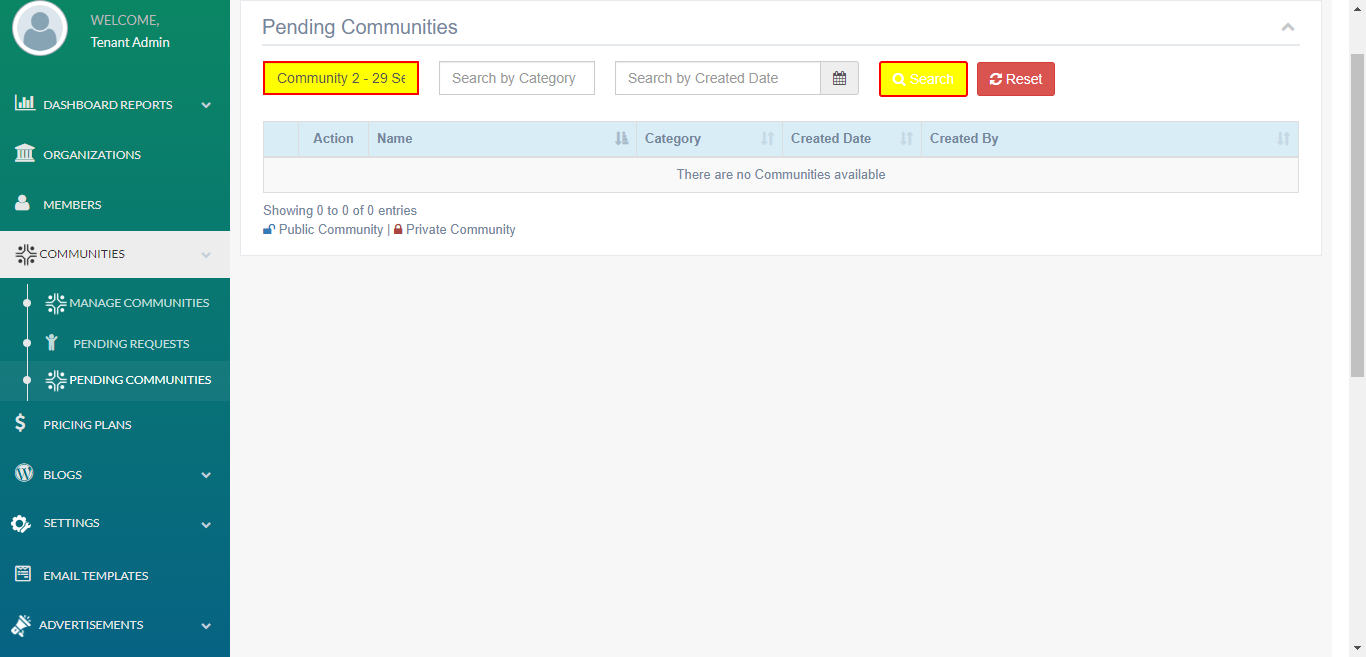 WELCOME,
Tenant Admin
DASHBOARD REPORTS
ORGANIZATIONS
MEMBERS
COMMUNITIES
MANAGE COMMUNITIES
PENDING REQUESTS
PENDING COMMUNITIES
PRICING PLANS
BLOGS
SETTINGS
EMAIL TEMPLATES
ADVERTISEMENTS
Pending Communities
Community 2 - 29 Se
Search by Category
Search by Created Date
Search
Reset
Action Name Category Created Date Created By
There are no Communities available
Showing 0 to 0 of 0 entries
Public Community | Private Community